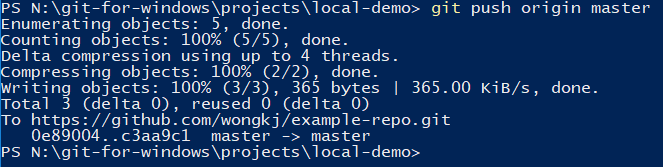 PS N:\git-for-windows\projects\local-demo> git push origin master
Enumerating objects: 5, done.
Counting objects: 100% (5/5), done.
Delta compression using up to 4 threads.
Compressing objects: 100% (2/2), done.
Writing objects: 100% (3/3), 365 bytes | 365.00 KiB/s, done.
Total 3 (delta 0), reused 0 (delta 0)
To https://github.com/wongkj/example-repo.git
   0e89004..c3aa9c1  master -> master
PS N:\git-for-windows\projects\local-demo>